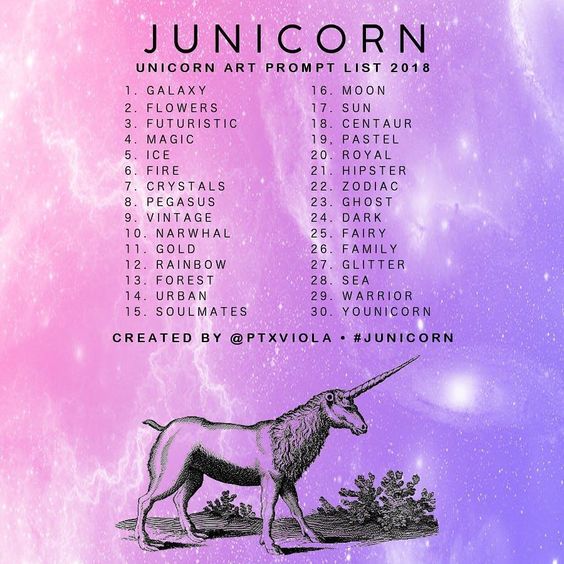 JUNICORN
UNICORN ART PROMPT LIST 2018
1. GALAXY
2. FLOWERS
3. FUTURISTIC
4. MAGIC
5. ICE
6. FIRE
7. CRYSTALS
8. PEGASUS
9. VINTAGE
10. NARWHAL
11. GOLD
12. RAINBOW
13. FOREST
14. URBAN
15. SOULMATES
16. MOON
17. SUN
18. CENTAUR
19, PASTEL
20. ROYAL
21. HIPSTER
22. ZODIAC
23. GHOST
24. DARK
25. FAIRY
26. FAMILY
27. GLITTER
28. SEA
29. WARRIOR
30. YOUNICORN
CREATED BY @PTXVIOLA • #JUNICORN